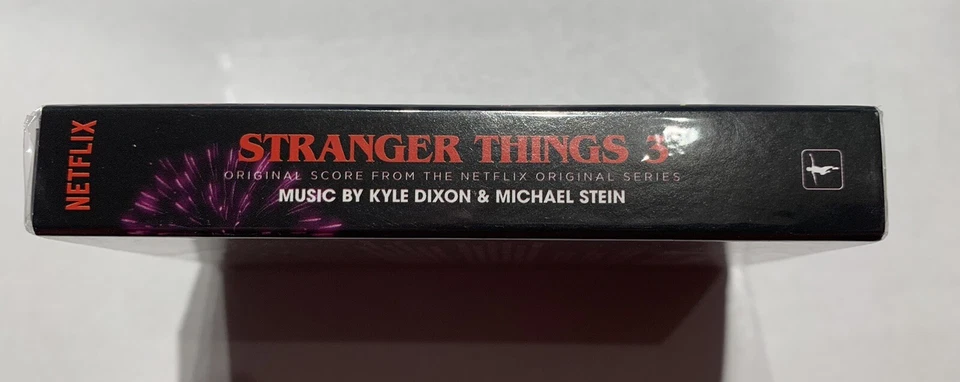 NETFLIX
STRANGER THINGS 3
ORIGINAL SCORE FROM THE NETFLIX ORIGINAL SERIES
MUSIC BY KYLE DIXON & MICHAEL STEIN